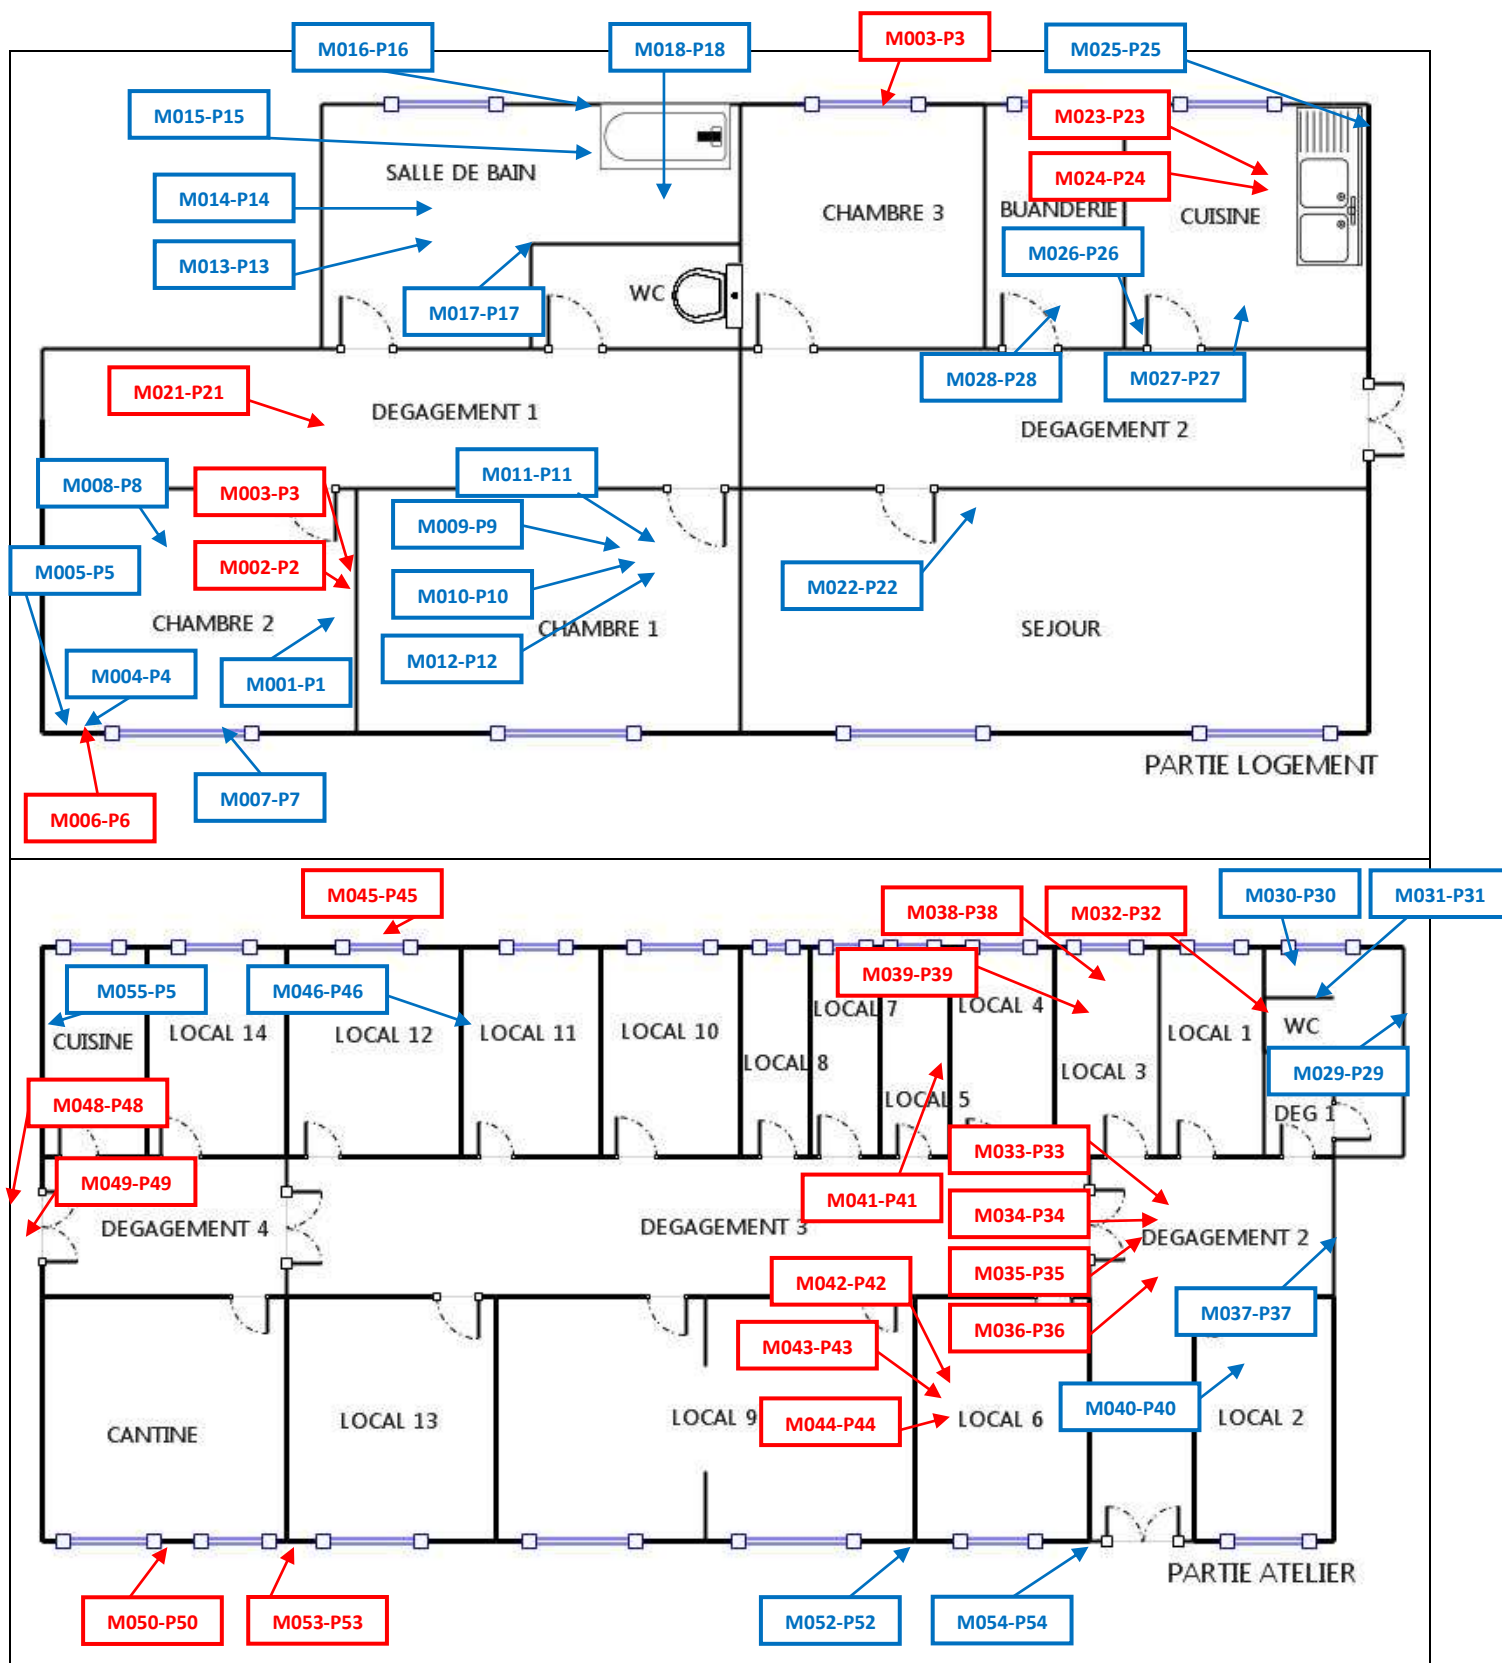 M003-P3
M016-P16
M018-P18
M025-P25
M015-P15
M023-P23
SALLE DE BAIN
M024-P24
M014-P14
CHAMBRE 3
BUANDERIE
CUISINE
M013-P13
M026-P26
WC
M017-P17
M028-P28
M027-P27
M021-P21
DEGAGEMENT 1
DEGAGEMENT 2
M011-P11
M008-P8
M003-P3
M009-P9
M005-P5
M002-P2
M022-P22
M010-P10
CHAMBRE 2
CHAMBRE 1
SEJOUR
M012-P12
M004-P4
M001-P1
PARTIE LOGEMENT
M007-P7
M006-P6
M045-P45
M030-P30
M031-P31
M038-P38
M032-P32
M039-P39
M055-P5
M046-P46
LOCAL 7
LOCAL 4
WC
CUISINE
LOCAL 14
LOCAL 12
LOCAL 11
LOCAL 10
LOCAL 1
LOCAL 8
LOCAL 3
M029-P29
LOCAL 5
M048-P48
DEG 1
M033-P33
M049-P49
M041-P41
M034-P34
DEGAGEMENT 4
DEGAGEMENT 3
DEGAGEMENT 2
M035-P35
M042-P42
M037-P37
M036-P36
M043-P43
M040-P40
LOCAL 13
LOCAL 9
M044-P44
LOCAL 6
LOCAL 2
CANTINE
PARTIE ATELIER
M050-P50
M053-P53
M052-P52
M054-P54